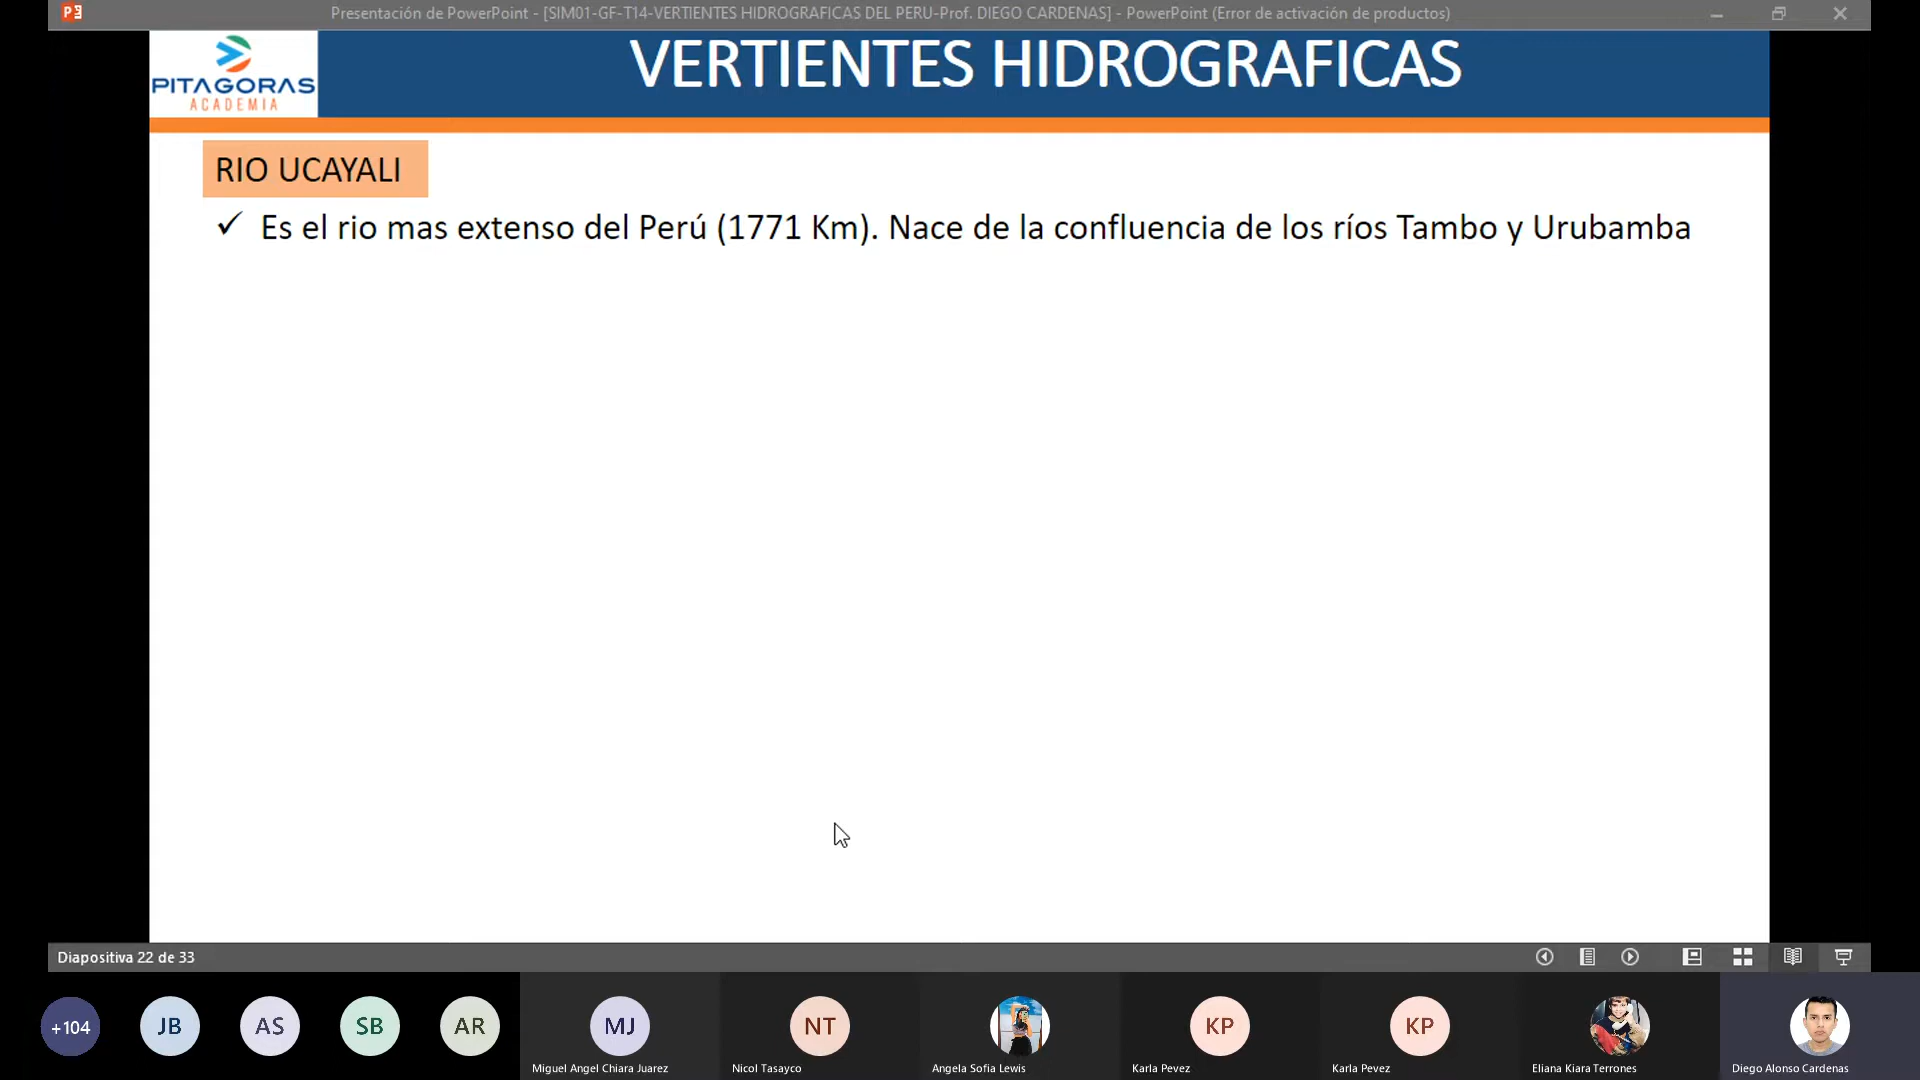 Presentación de PowerPoint - [SIM01-GF-T14-VERTIENTES HIDROGRAFICAS DEL PERU-Prof. DIEGO CARDENAS] - PowerPoint (Error de activación de productos)
PITAGORAS
ACADEMIA
VERTIENTES HIDROGRAFICAS
RIO UCAYALI
✓ Es el rio mas extenso del Perú (1771 Km). Nace de la confluencia de los ríos Tambo y Urubamba
Diapositiva 22 de 33
+104
JB
AS
SB
AR
MJ
NT
KP
KP
Miguel Angel Chiara Juarez
Nicol Tasayco
Angela Sofia Lewis
Karla Pevez
Karla Pevez
Eliana Kiara Terrones
Diego Alonso Cardenas